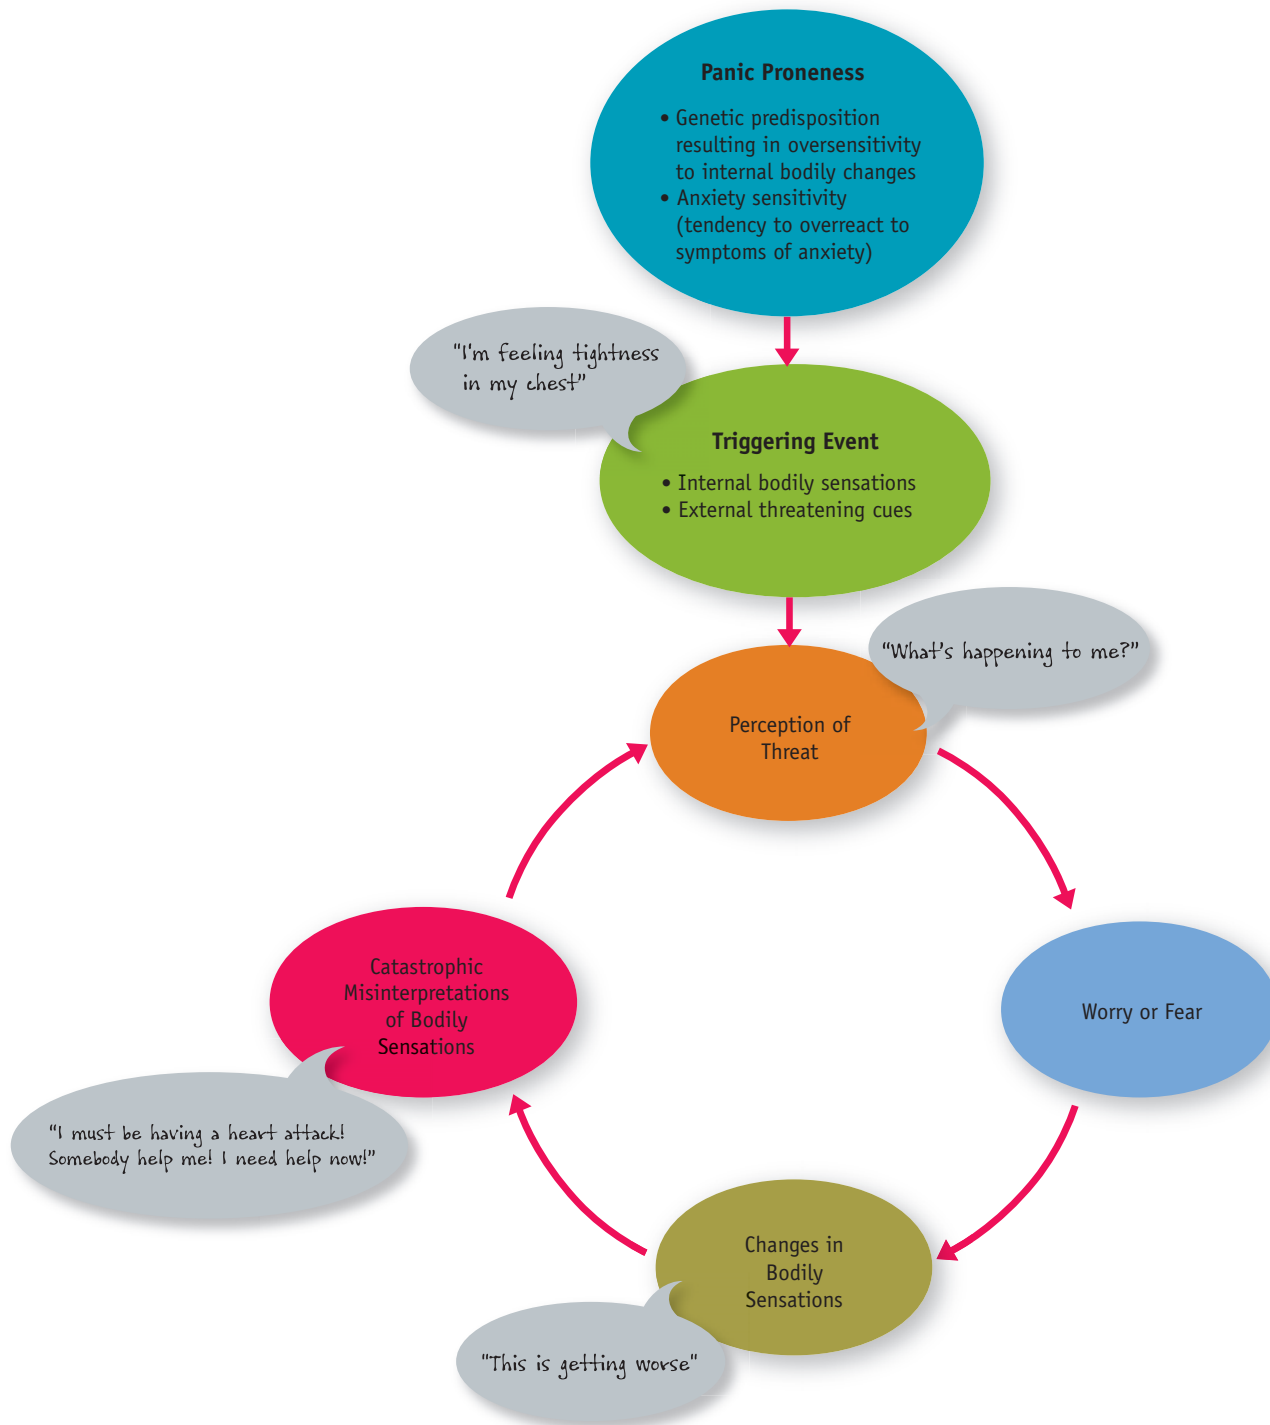 Panic Proneness
• Genetic predisposition
resulting in oversensitivity
to internal bodily changes
• Anxiety sensitivity
(tendency to overreact to
symptoms of anxiety)
"I'm feeling tightness
in my chest"
Triggering Event
• Internal bodily sensations
• External threatening cues
"What's happening to me?"
Perception of
Threat
Worry or Fear
Catastrophic
Misinterpretations
of Bodily
Sensations
"I must be having a heart attack!
Somebody help me! I need help now!"
Changes in
Bodily
Sensations
"This is getting worse"